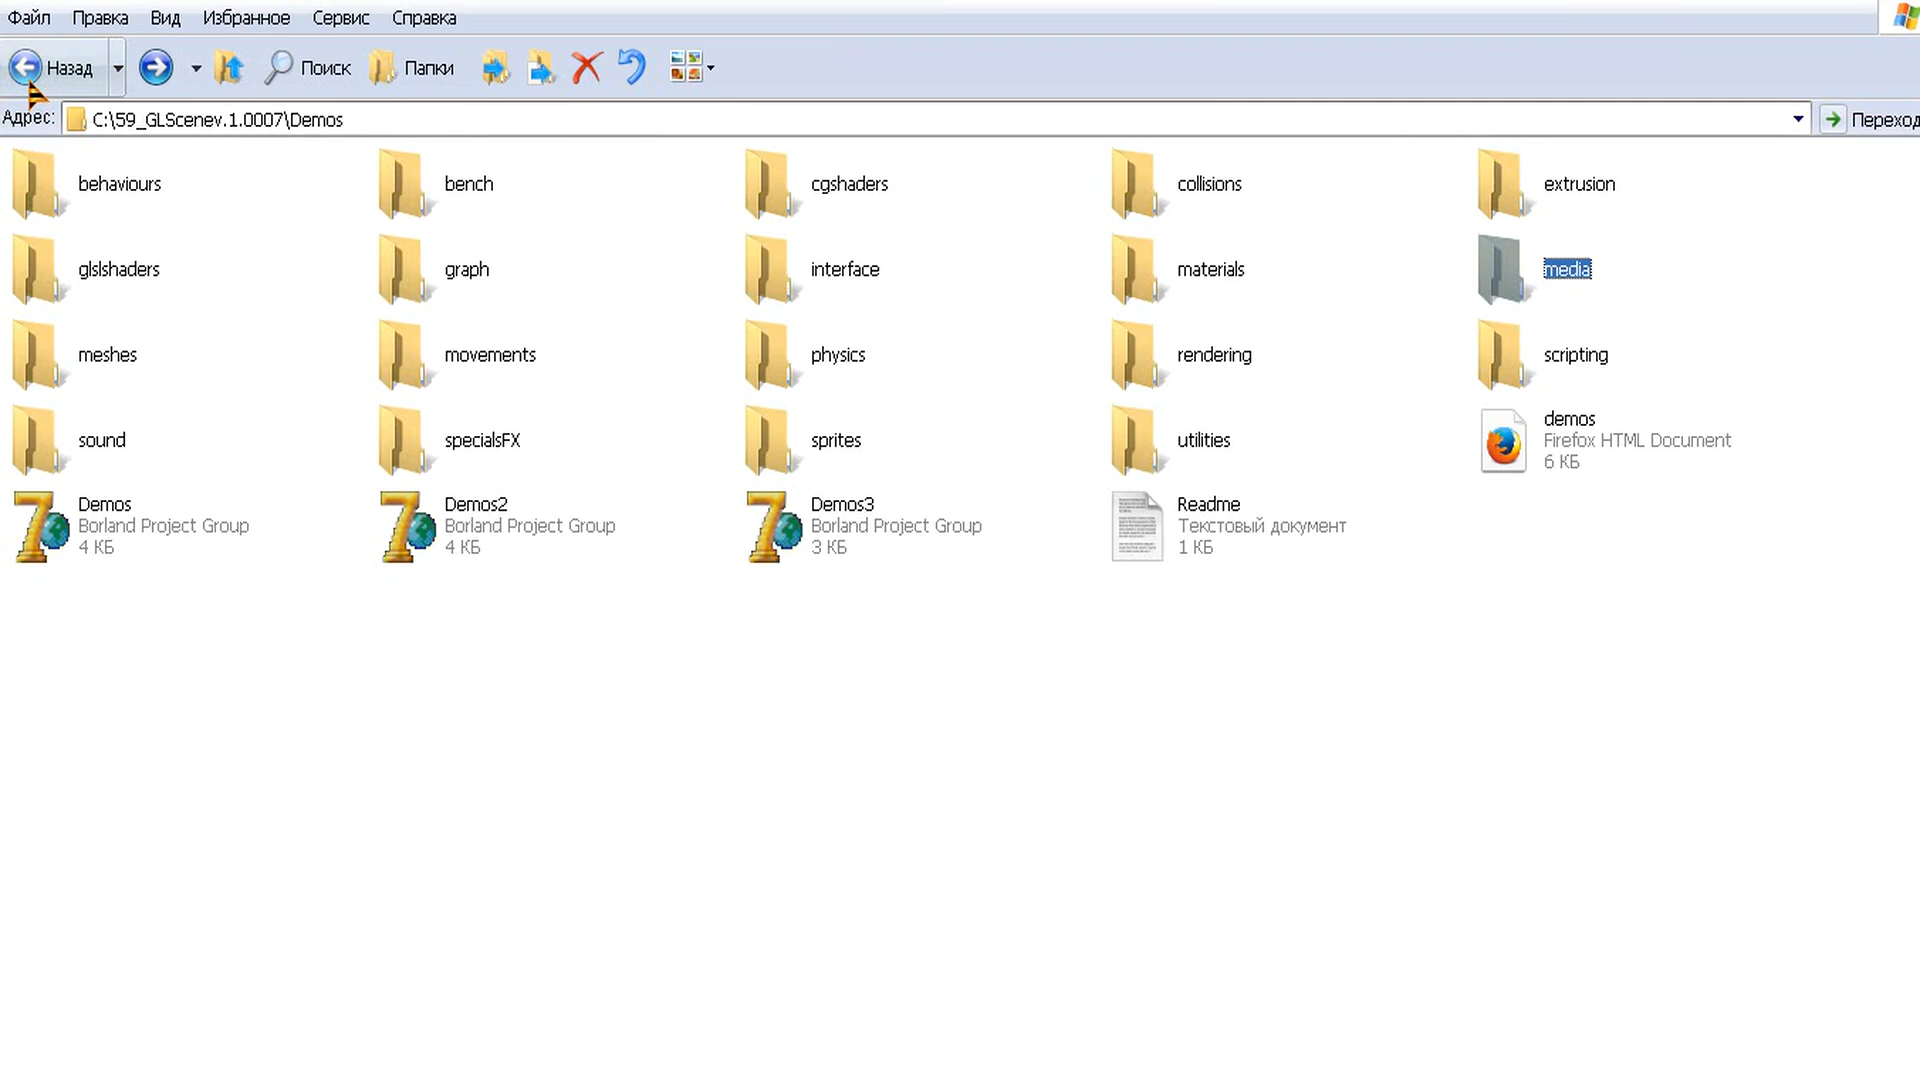 Файл Правка Вид Избранное Сервис Справка
Назад Поиск Папки
Адрес: C:\59_GLScenev.1.0007\Demos Переход
behaviours bench cgshaders collisions extrusion
glslshaders graph interface materials media
meshes movements physics rendering scripting
sound specialsFX sprites utilities
demos
Firefox HTML Document
6 КБ
Demos
Borland Project Group
4 КБ
Demos2
Borland Project Group
4 КБ
Demos3
Borland Project Group
3 КБ
Readme
Текстовый документ
1 КБ